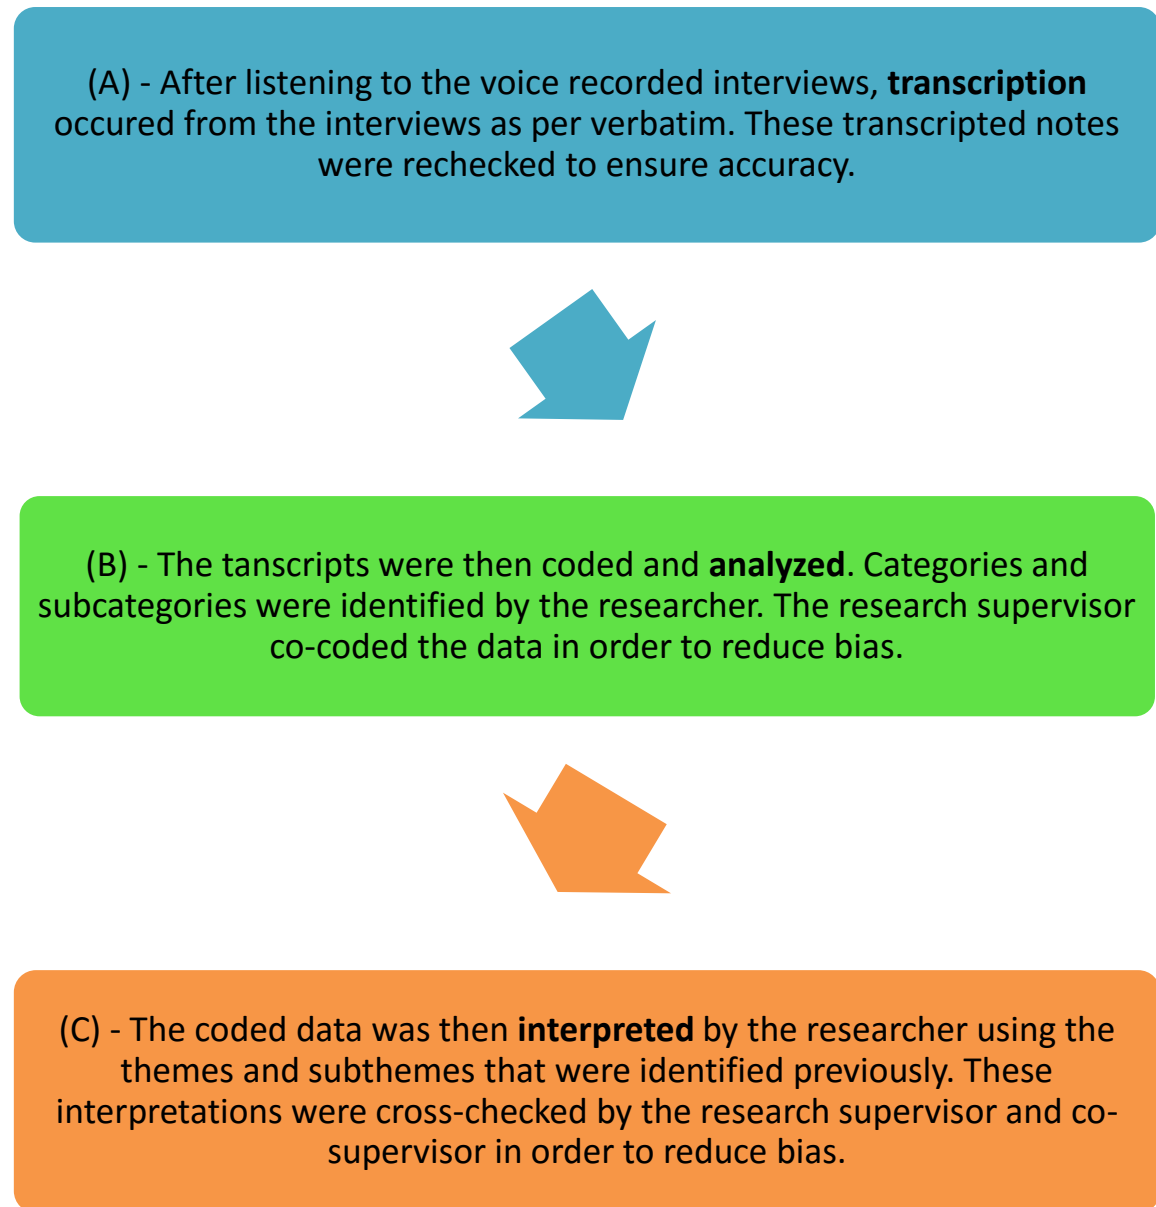 (A) - After listening to the voice recorded interviews, transcription
occured from the interviews as per verbatim. These transcripted notes
were rechecked to ensure accuracy.
(B) - The tanscripts were then coded and analyzed. Categories and
subcategories were identified by the researcher. The research supervisor
co-coded the data in order to reduce bias.
(C) - The coded data was then interpreted by the researcher using the
themes and subthemes that were identified previously. These
interpretations were cross-checked by the research supervisor and co-
supervisor in order to reduce bias.